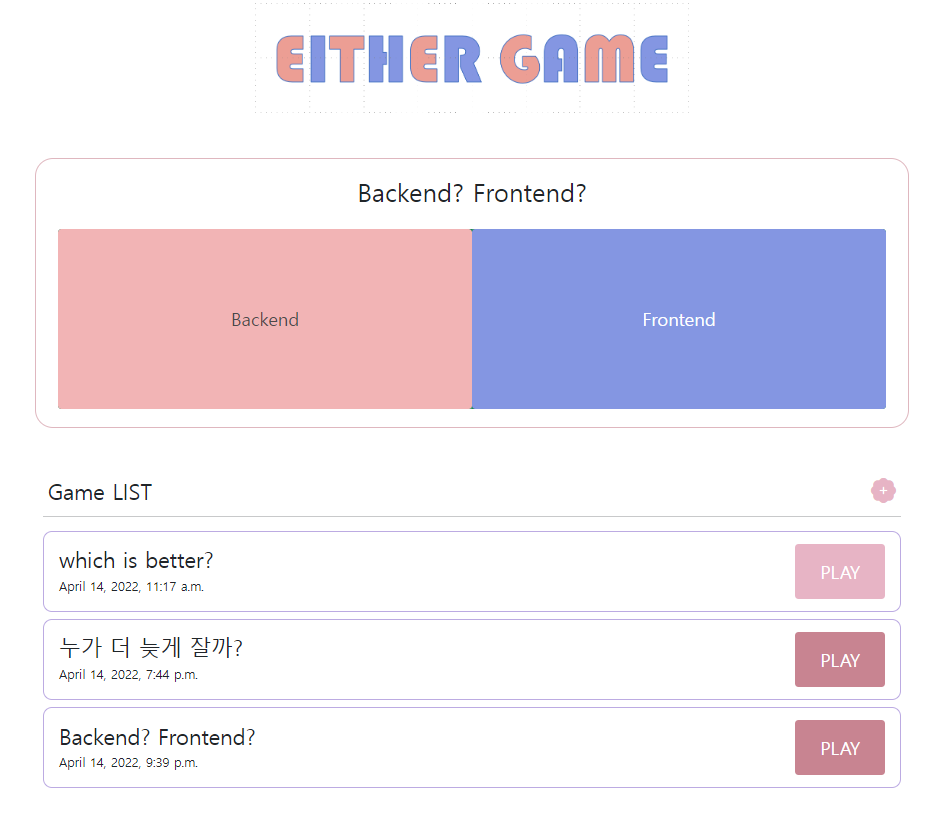 EITHER GAME
Backend? Frontend?
Backend
Frontend
Game LIST
+
which is better?
April 14, 2022, 11:17 a.m.
PLAY
누가 더 늦게 잘까?
April 14, 2022, 7:44 p.m.
PLAY
Backend? Frontend?
April 14, 2022, 9:39 p.m.
PLAY